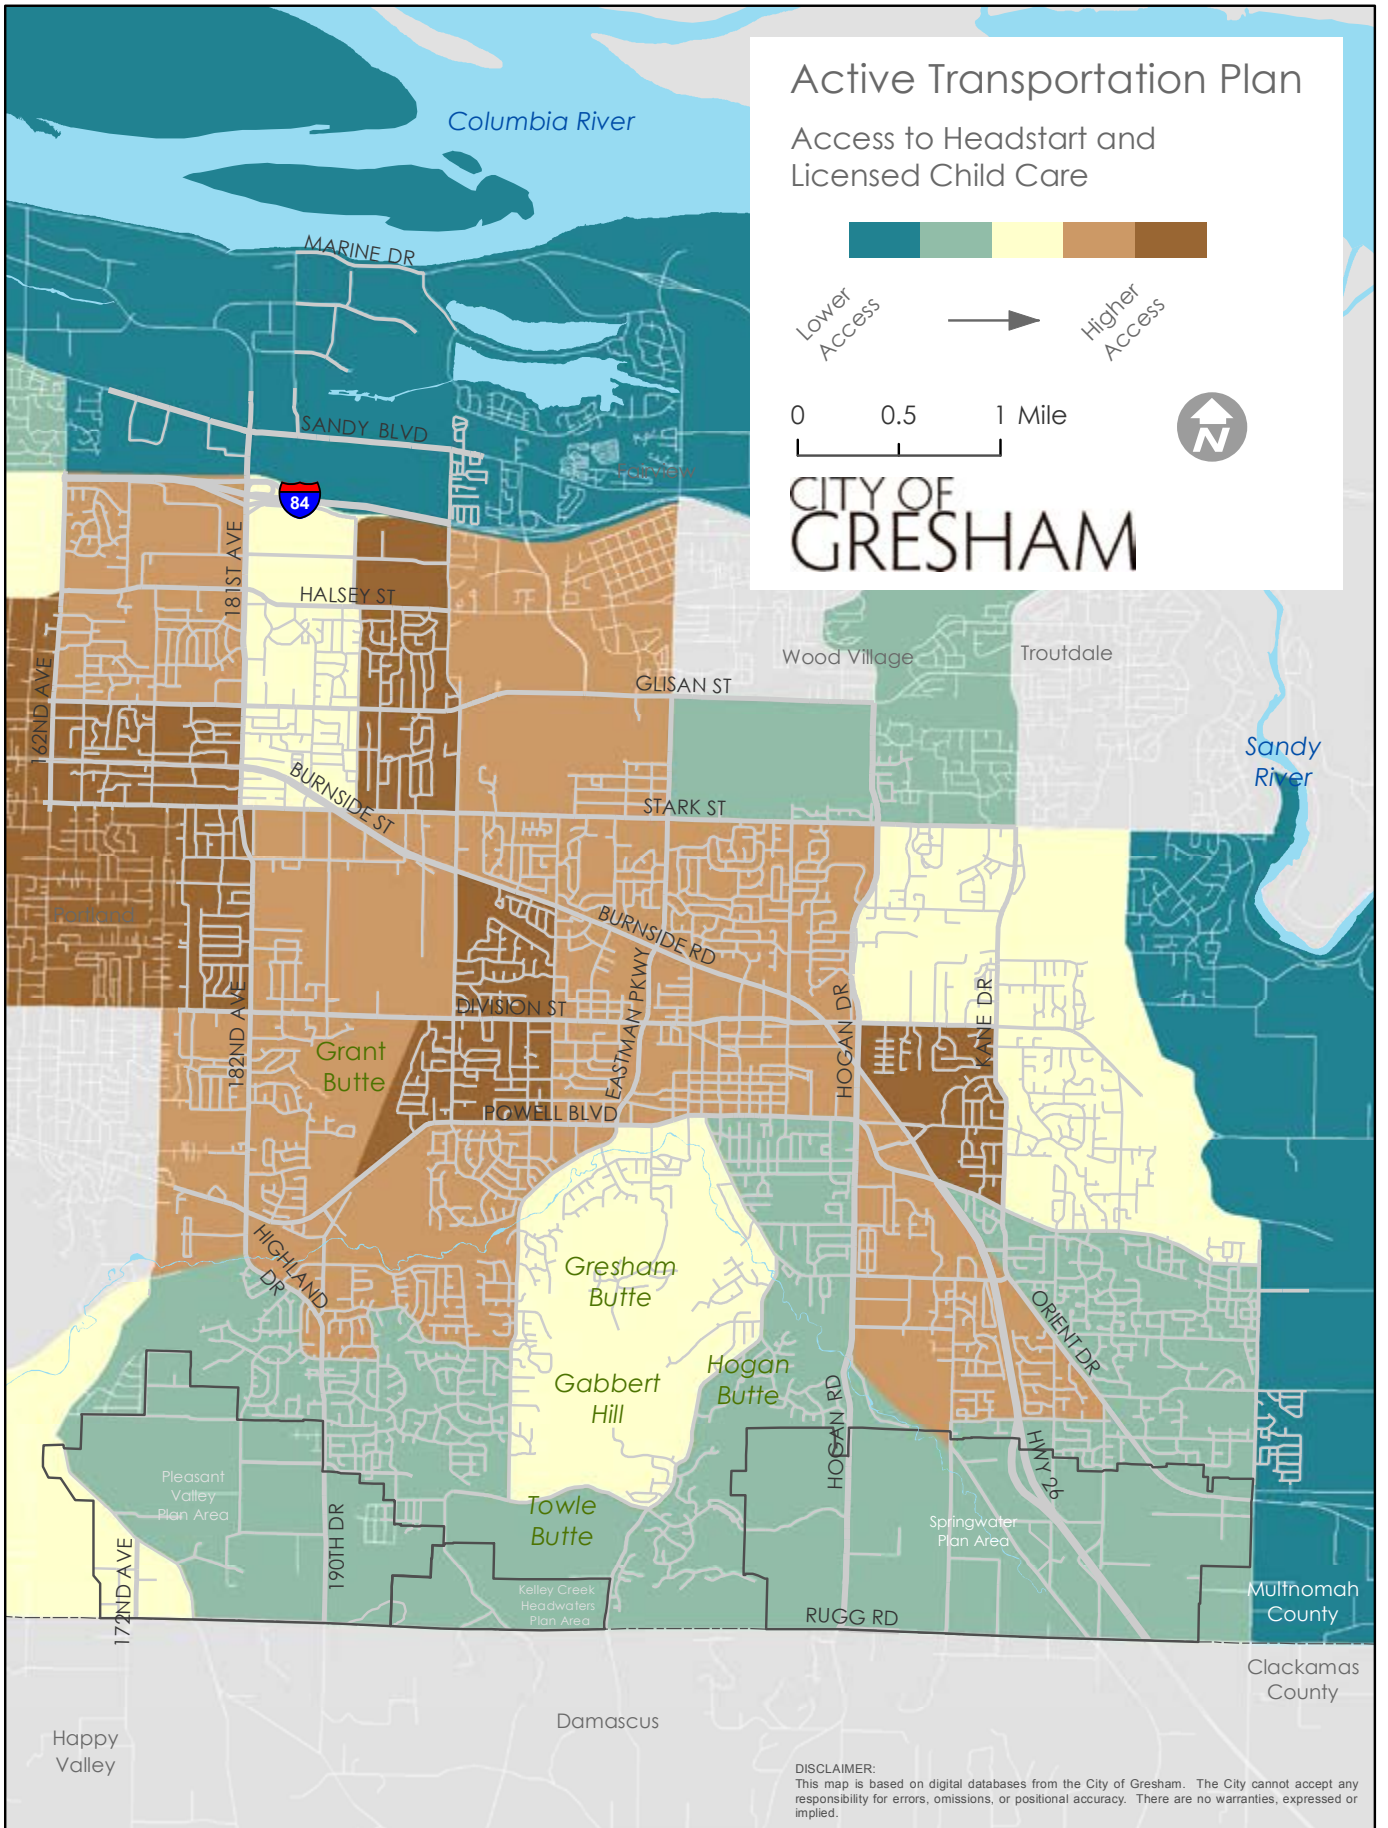 Active Transportation Plan
Access to Headstart and
Licensed Child Care
Lower
Access
Higher
Access
0 0.5 1 Mile
N
CITY OF
GRESHAM
Columbia River
MARINE DR
SANDY BLVD
Fairview
84
181ST AVE
HALSEY ST
162ND AVE
Wood Village
Troutdale
GLISAN ST
Sandy
River
BURNSIDE ST
STARK ST
Portland
BURNSIDE RD
182ND AVE
DIVISION ST
EASTMAN PKWY
HOGAN DR
KANE DR
Grant
Butte
POWELL BLVD
HIGHLAND
DR
Gresham
Butte
ORIENT DR
Gabbert
Hill
Hogan
Butte
HOGAN RD
HWY 26
Pleasant
Valley
Plan Area
190TH DR
Towle
Butte
Springwater
Plan Area
172ND AVE
Kelley Creek
Headwaters
Plan Area
RUGG RD
Multnomah
County
Clackamas
County
Damascus
Happy
Valley
DISCLAIMER:
This map is based on digital databases from the City of Gresham. The City cannot accept any
responsibility for errors, omissions, or positional accuracy. There are no warranties, expressed or
implied.